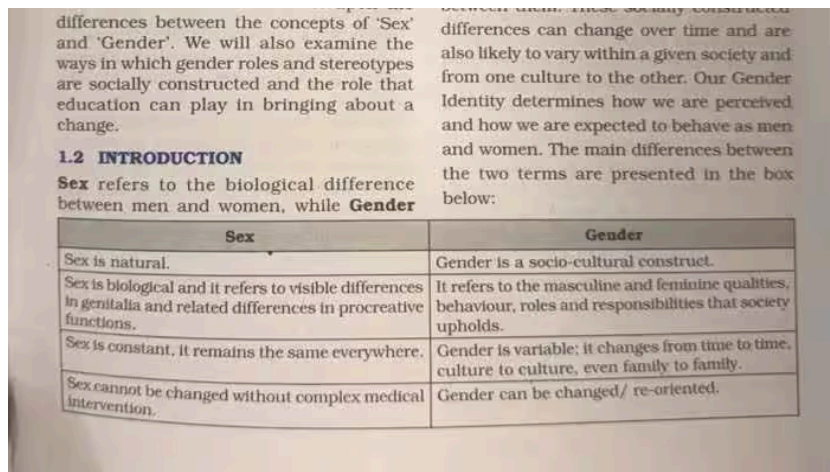 differences between the concepts of 'Sex'
and 'Gender'. We will also examine the
ways in which gender roles and stereotypes
are socially constructed and the role that
education can play in bringing about a
change.
1.2 INTRODUCTION
Sex refers to the biological difference
between men and women, while Gender
between them. These socially constructed
differences can change over time and are
also likely to vary within a given society and
from one culture to the other. Our Gender
Identity determines how we are perceived
and how we are expected to behave as men
and women. The main differences between
the two terms are presented in the box
below:
Sex
Gender
Sex is natural.
Gender is a socio-cultural construct.
Sex is biological and it refers to visible differences
in genitalia and related differences in procreative
functions.
It refers to the masculine and feminine qualities,
behaviour, roles and responsibilities that society
upholds.
Sex is constant, it remains the same everywhere.
Gender is variable; it changes from time to time,
culture to culture, even family to family.
Sex cannot be changed without complex medical
intervention.
Gender can be changed/ re-oriented.